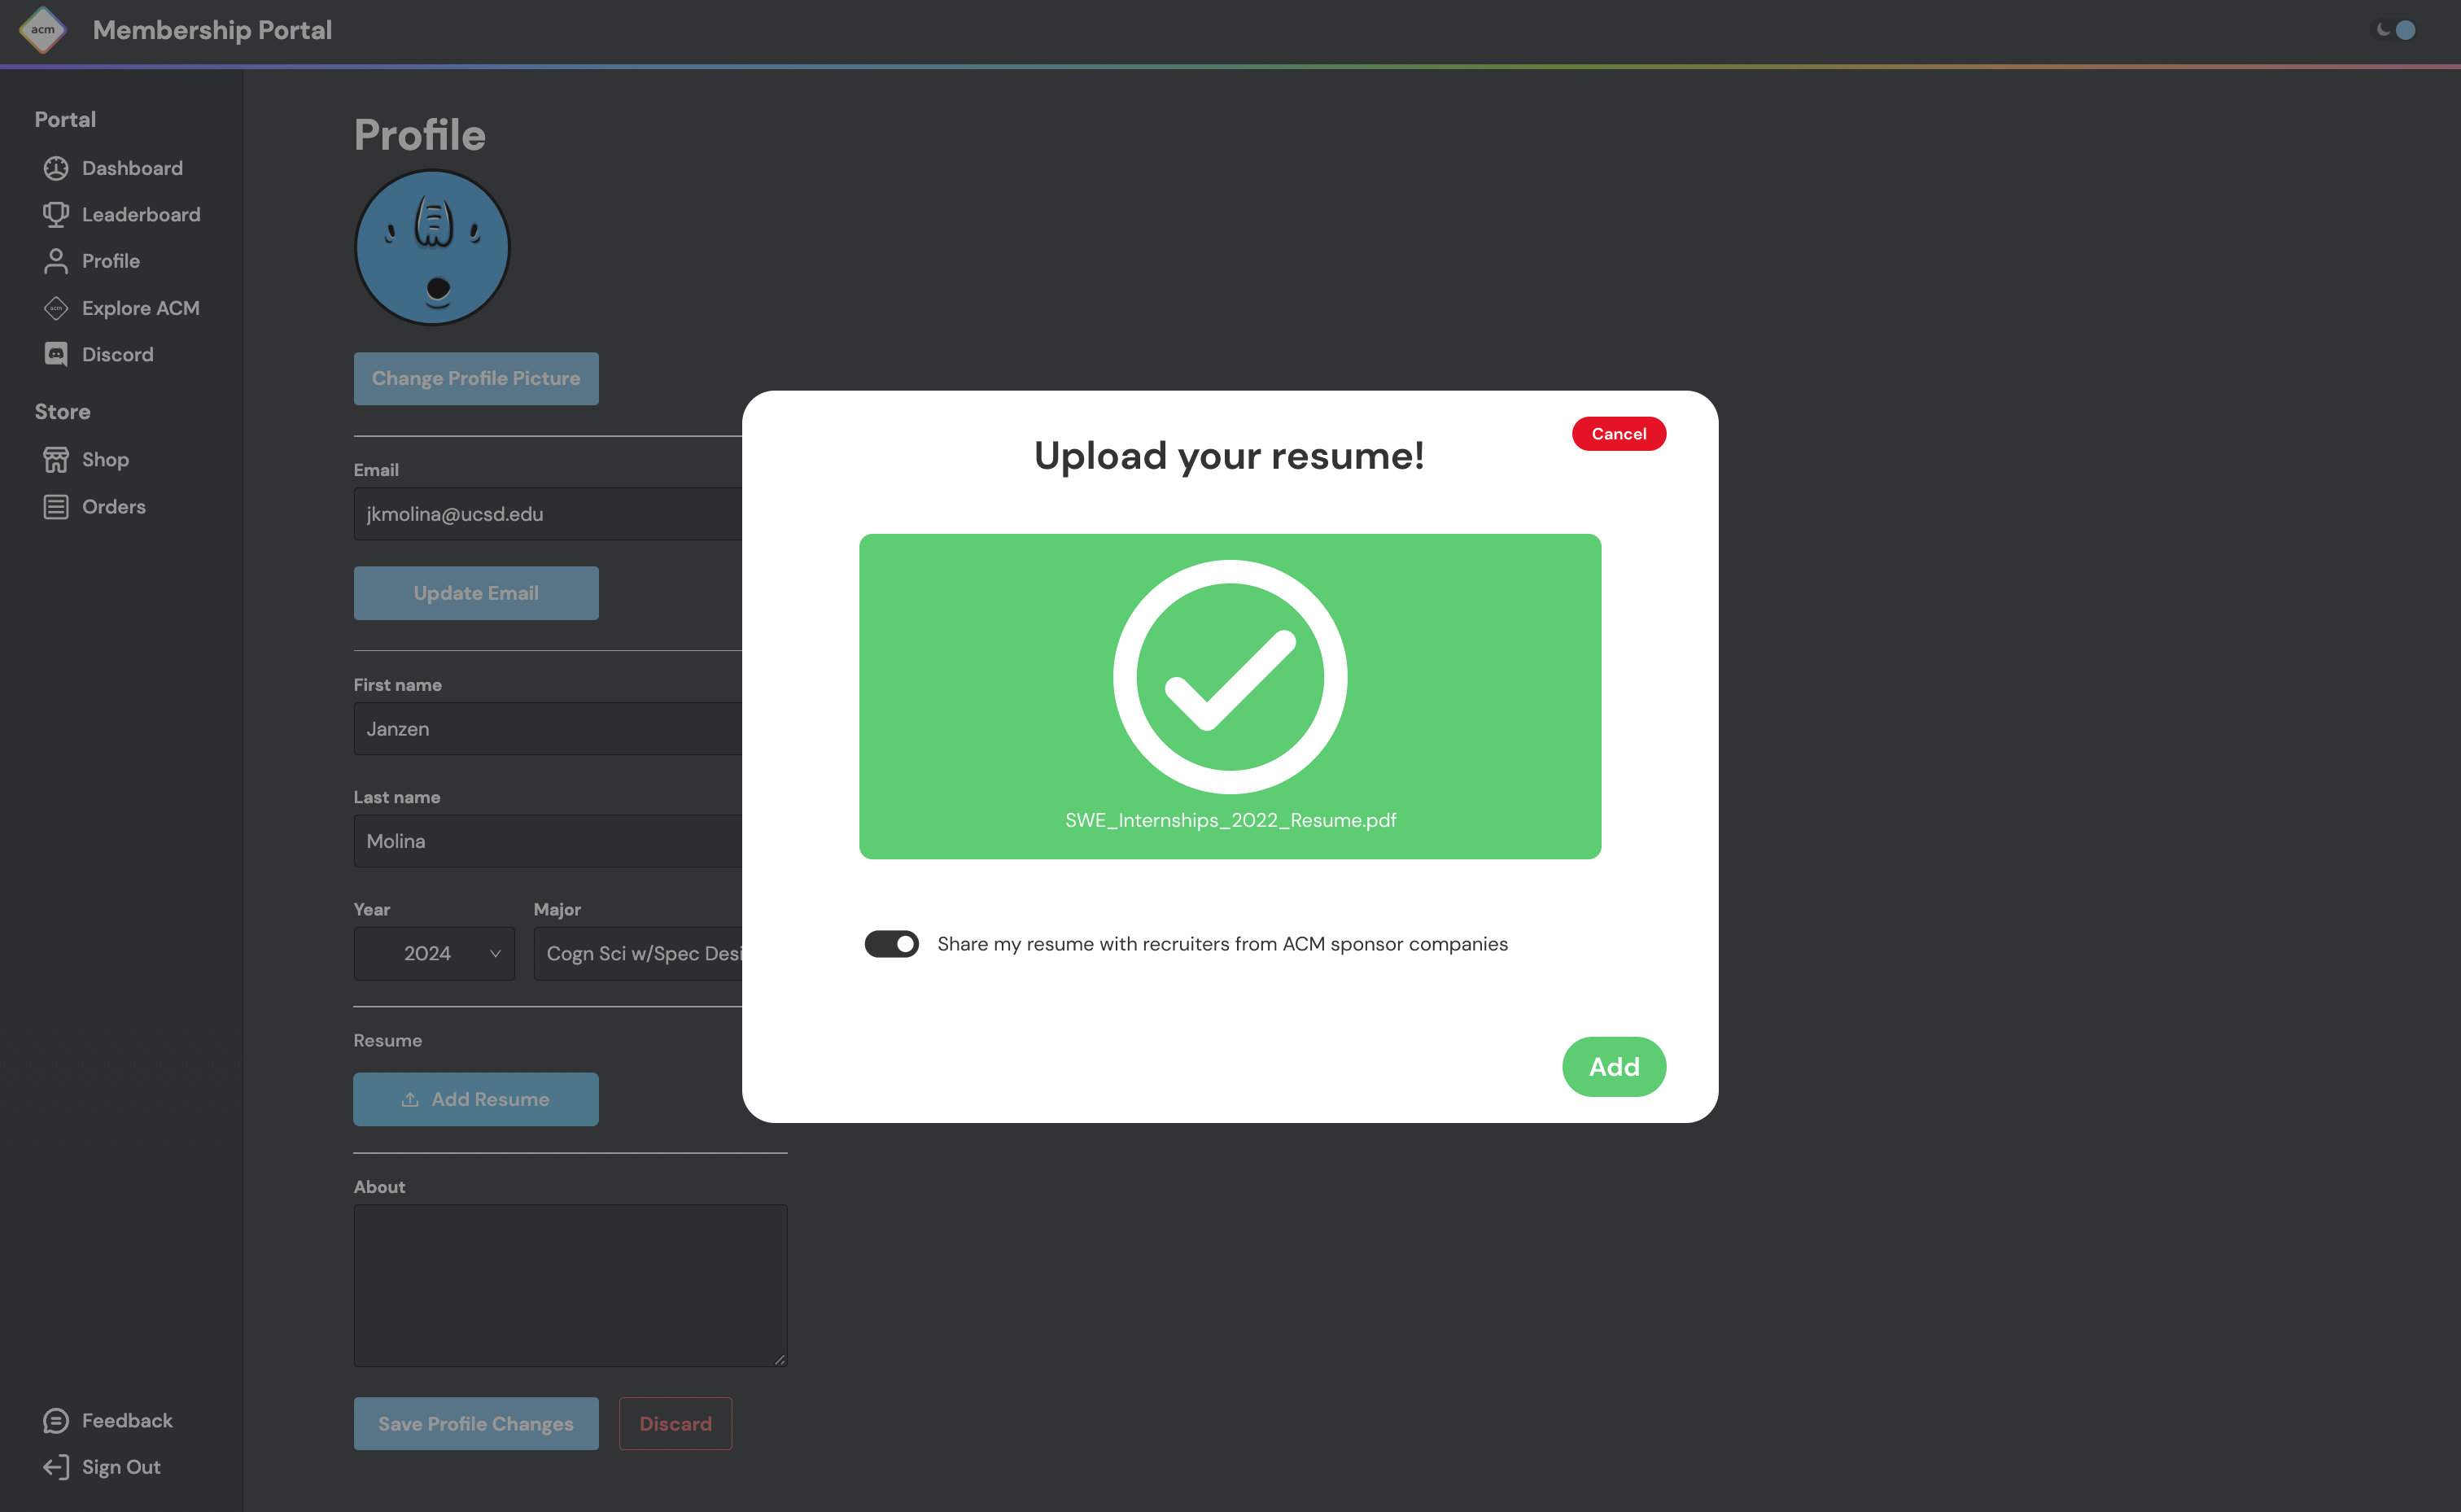 acm
Membership Portal
Portal
Dashboard
Leaderboard
Profile
acm
Explore ACM
Discord
Store
Shop
Orders
Feedback
Sign Out
Profile
Change Profile Picture
Email
jkmolina@ucsd.edu
Update Email
First name
Janzen
Last name
Molina
Year
Major
2024
Cogn Sci w/Spec Desi
Resume
Add Resume
About
Save Profile Changes
Discard
Cancel
Upload your resume!
SWE_Internships_2022_Resume.pdf
Share my resume with recruiters from ACM sponsor companies
Add